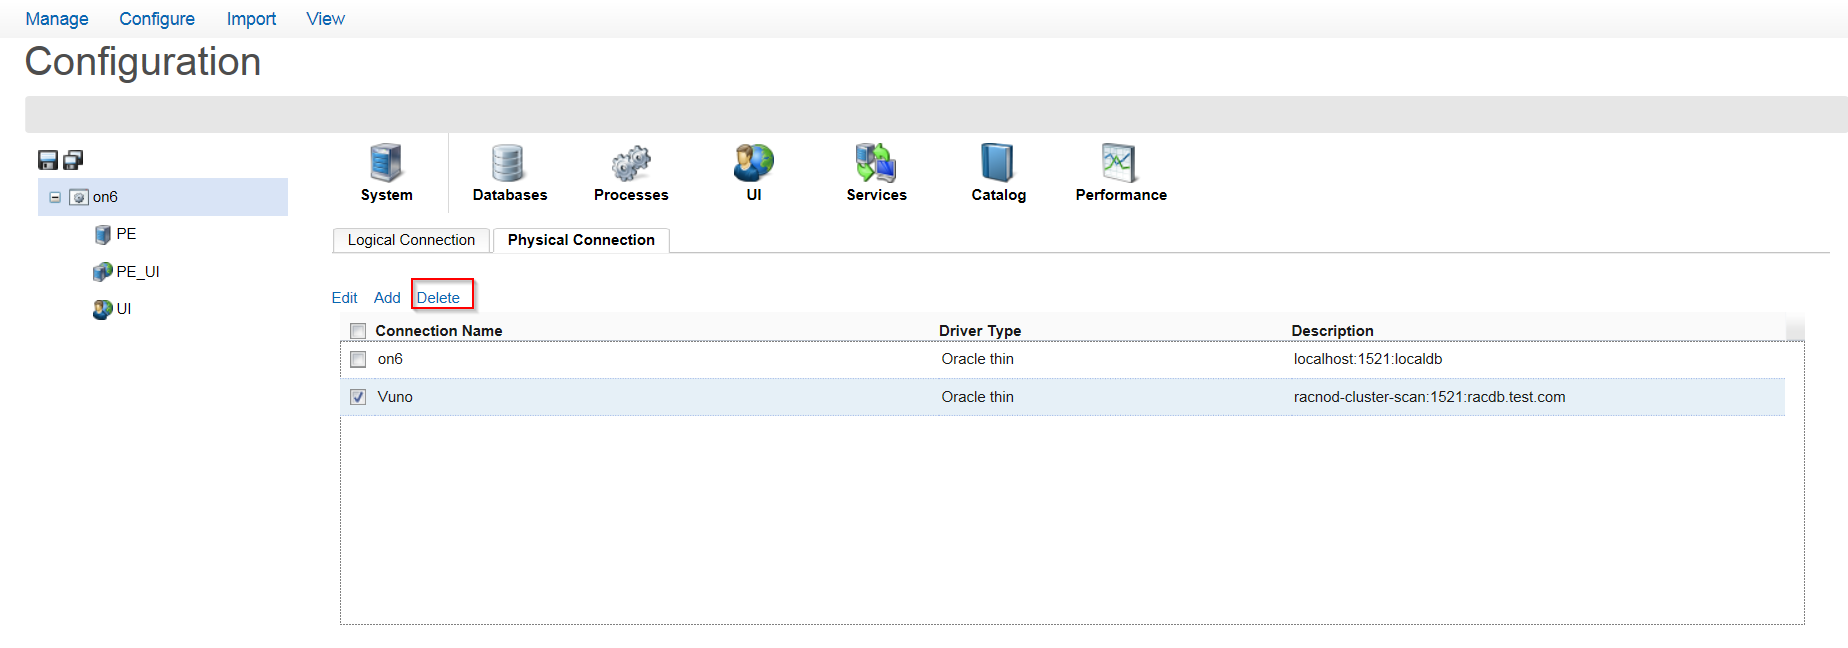 Manage Configure Import View
Configuration
System Databases Processes UI Services Catalog Performance
on6
PE
PE_UI
UI
Logical Connection Physical Connection
Edit Add Delete
Connection Name Driver Type Description
on6 Oracle thin localhost:1521:localdb
Vuno Oracle thin racnod-cluster-scan:1521:racdb.test.com